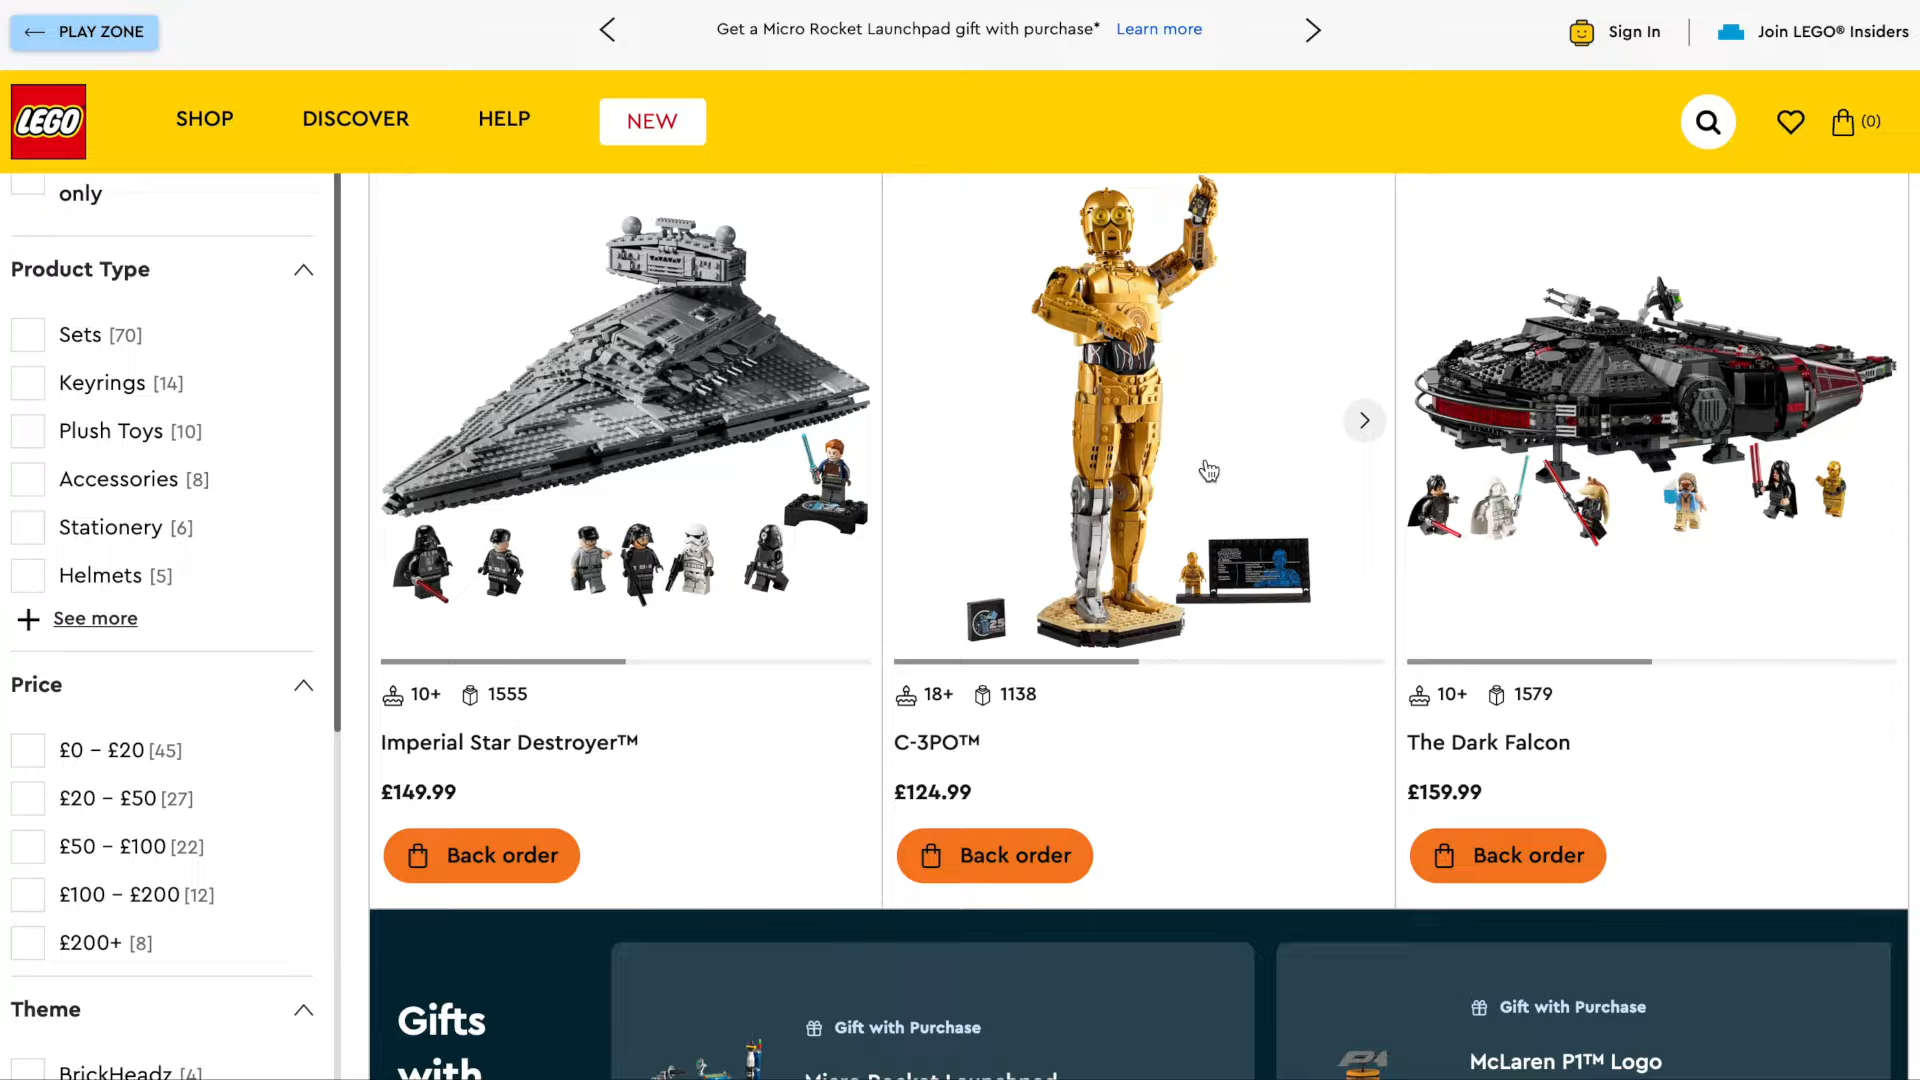 PLAY ZONE
Get a Micro Rocket Launchpad gift with purchase* Learn more
Sign In
Join LEGO® Insiders
LEGO
SHOP
DISCOVER
HELP
NEW
(0)
only
Product Type
Sets [70]
Keyrings [14]
Plush Toys [10]
Accessories [8]
Stationery [6]
Helmets [5]
See more
Price
£0 – £20 [45]
£20 – £50 [27]
£50 – £100 [22]
£100 – £200 [12]
£200+ [8]
Theme
BrickHeadz [4]
10+ 1555
Imperial Star Destroyer™
£149.99
Back order
25
18+ 1138
C-3PO™
£124.99
Back order
10+ 1579
The Dark Falcon
£159.99
Back order
Gifts
with
Gift with Purchase
Micro Rocket Launchpad
Gift with Purchase
McLaren P1™ Logo